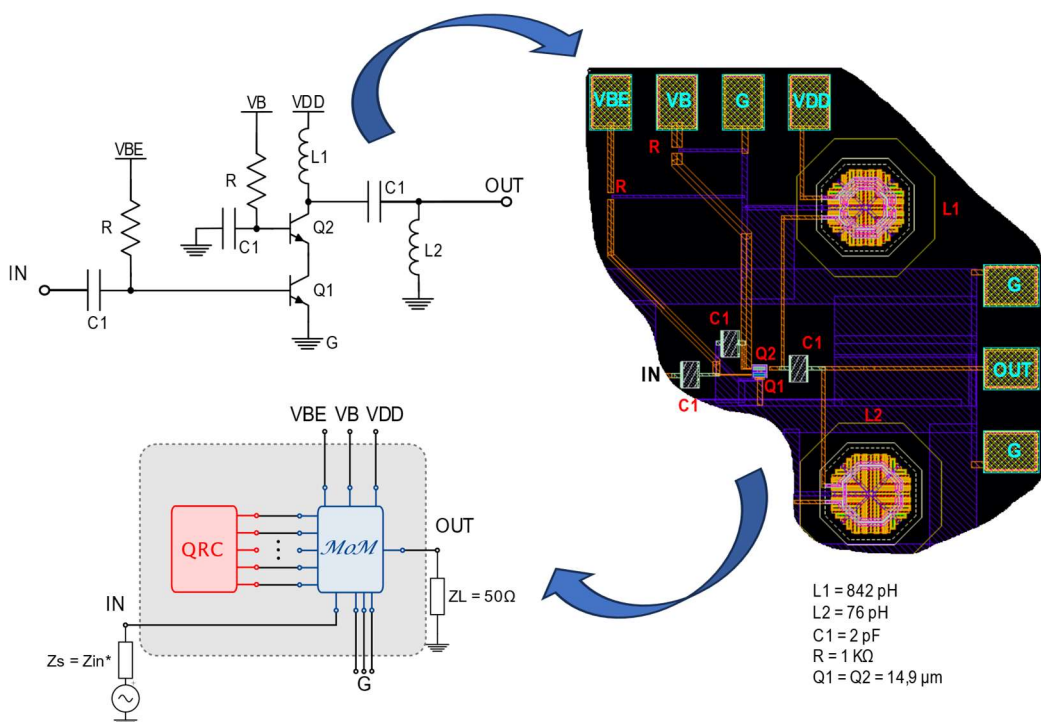 VB
VDD
VBE
R
L1
R
C1
OUT
C1
Q2
L2
IN
C1
Q1
G
VBE
VB
G
VDD
R
R
L1
G
C1
Q2
C1
IN
Q1
OUT
C1
L2
G
VBE VB VDD
QRC
MoM
OUT
IN
ZL = 50Ω
Zs = Zin*
+
G
L1 = 842 pH
L2 = 76 pH
C1 = 2 pF
R = 1 KΩ
Q1 = Q2 = 14,9 µm